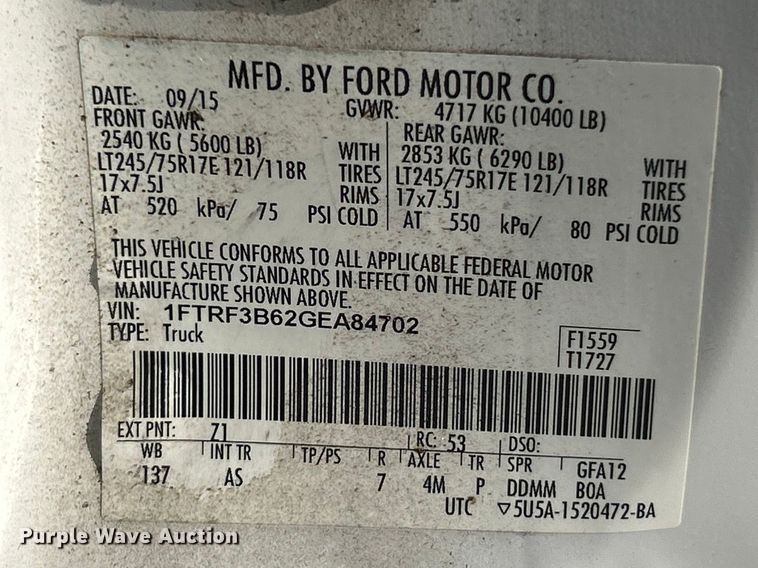 MFD. BY FORD MOTOR CO.
DATE: 09/15 GVWR: 4717 KG (10400 LB)
FRONT GAWR: REAR GAWR:
2540 KG ( 5600 LB) WITH 2853 KG ( 6290 LB) WITH
LT245/75R17E 121/118R TIRES LT245/75R17E 121/118R TIRES
17x7.5J RIMS 17x7.5J RIMS
AT 520 kPa/ 75 PSI COLD AT 550 kPa/ 80 PSI COLD
THIS VEHICLE CONFORMS TO ALL APPLICABLE FEDERAL MOTOR
VEHICLE SAFETY STANDARDS IN EFFECT ON THE DATE OF
MANUFACTURE SHOWN ABOVE.
VIN: 1FTRF3B62GEA84702
TYPE: Truck
F1559
T1727
EXT PNT: Z1 RC: 53 DSO:
WB INT TR TP/PS R AXLE TR SPR GFA12
137 AS 7 4M P DDMM BOA
UTC ▽5U5A-1520472-BA
Purple Wave Auction